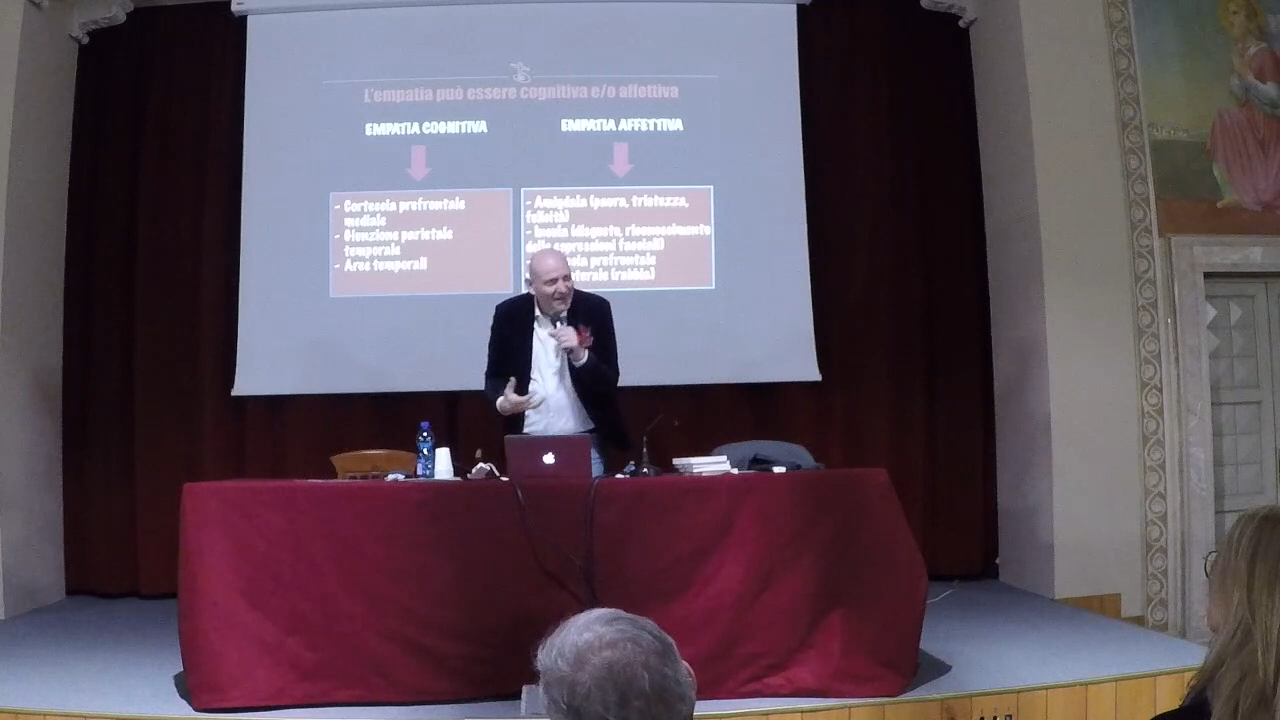 L'empatia può essere cognitiva e/o affettiva
EMPATIA COGNITIVA
EMPATIA AFFETTIVA
- Corteccia prefrontale
mediale
- Giunzione parietale
temporale
- Aree temporali
- Amigdala (paura, tristezza,
felicità)
- Insula (disgusto, riconoscimento
delle espressioni facciali)
prefrontale
(rabbia)